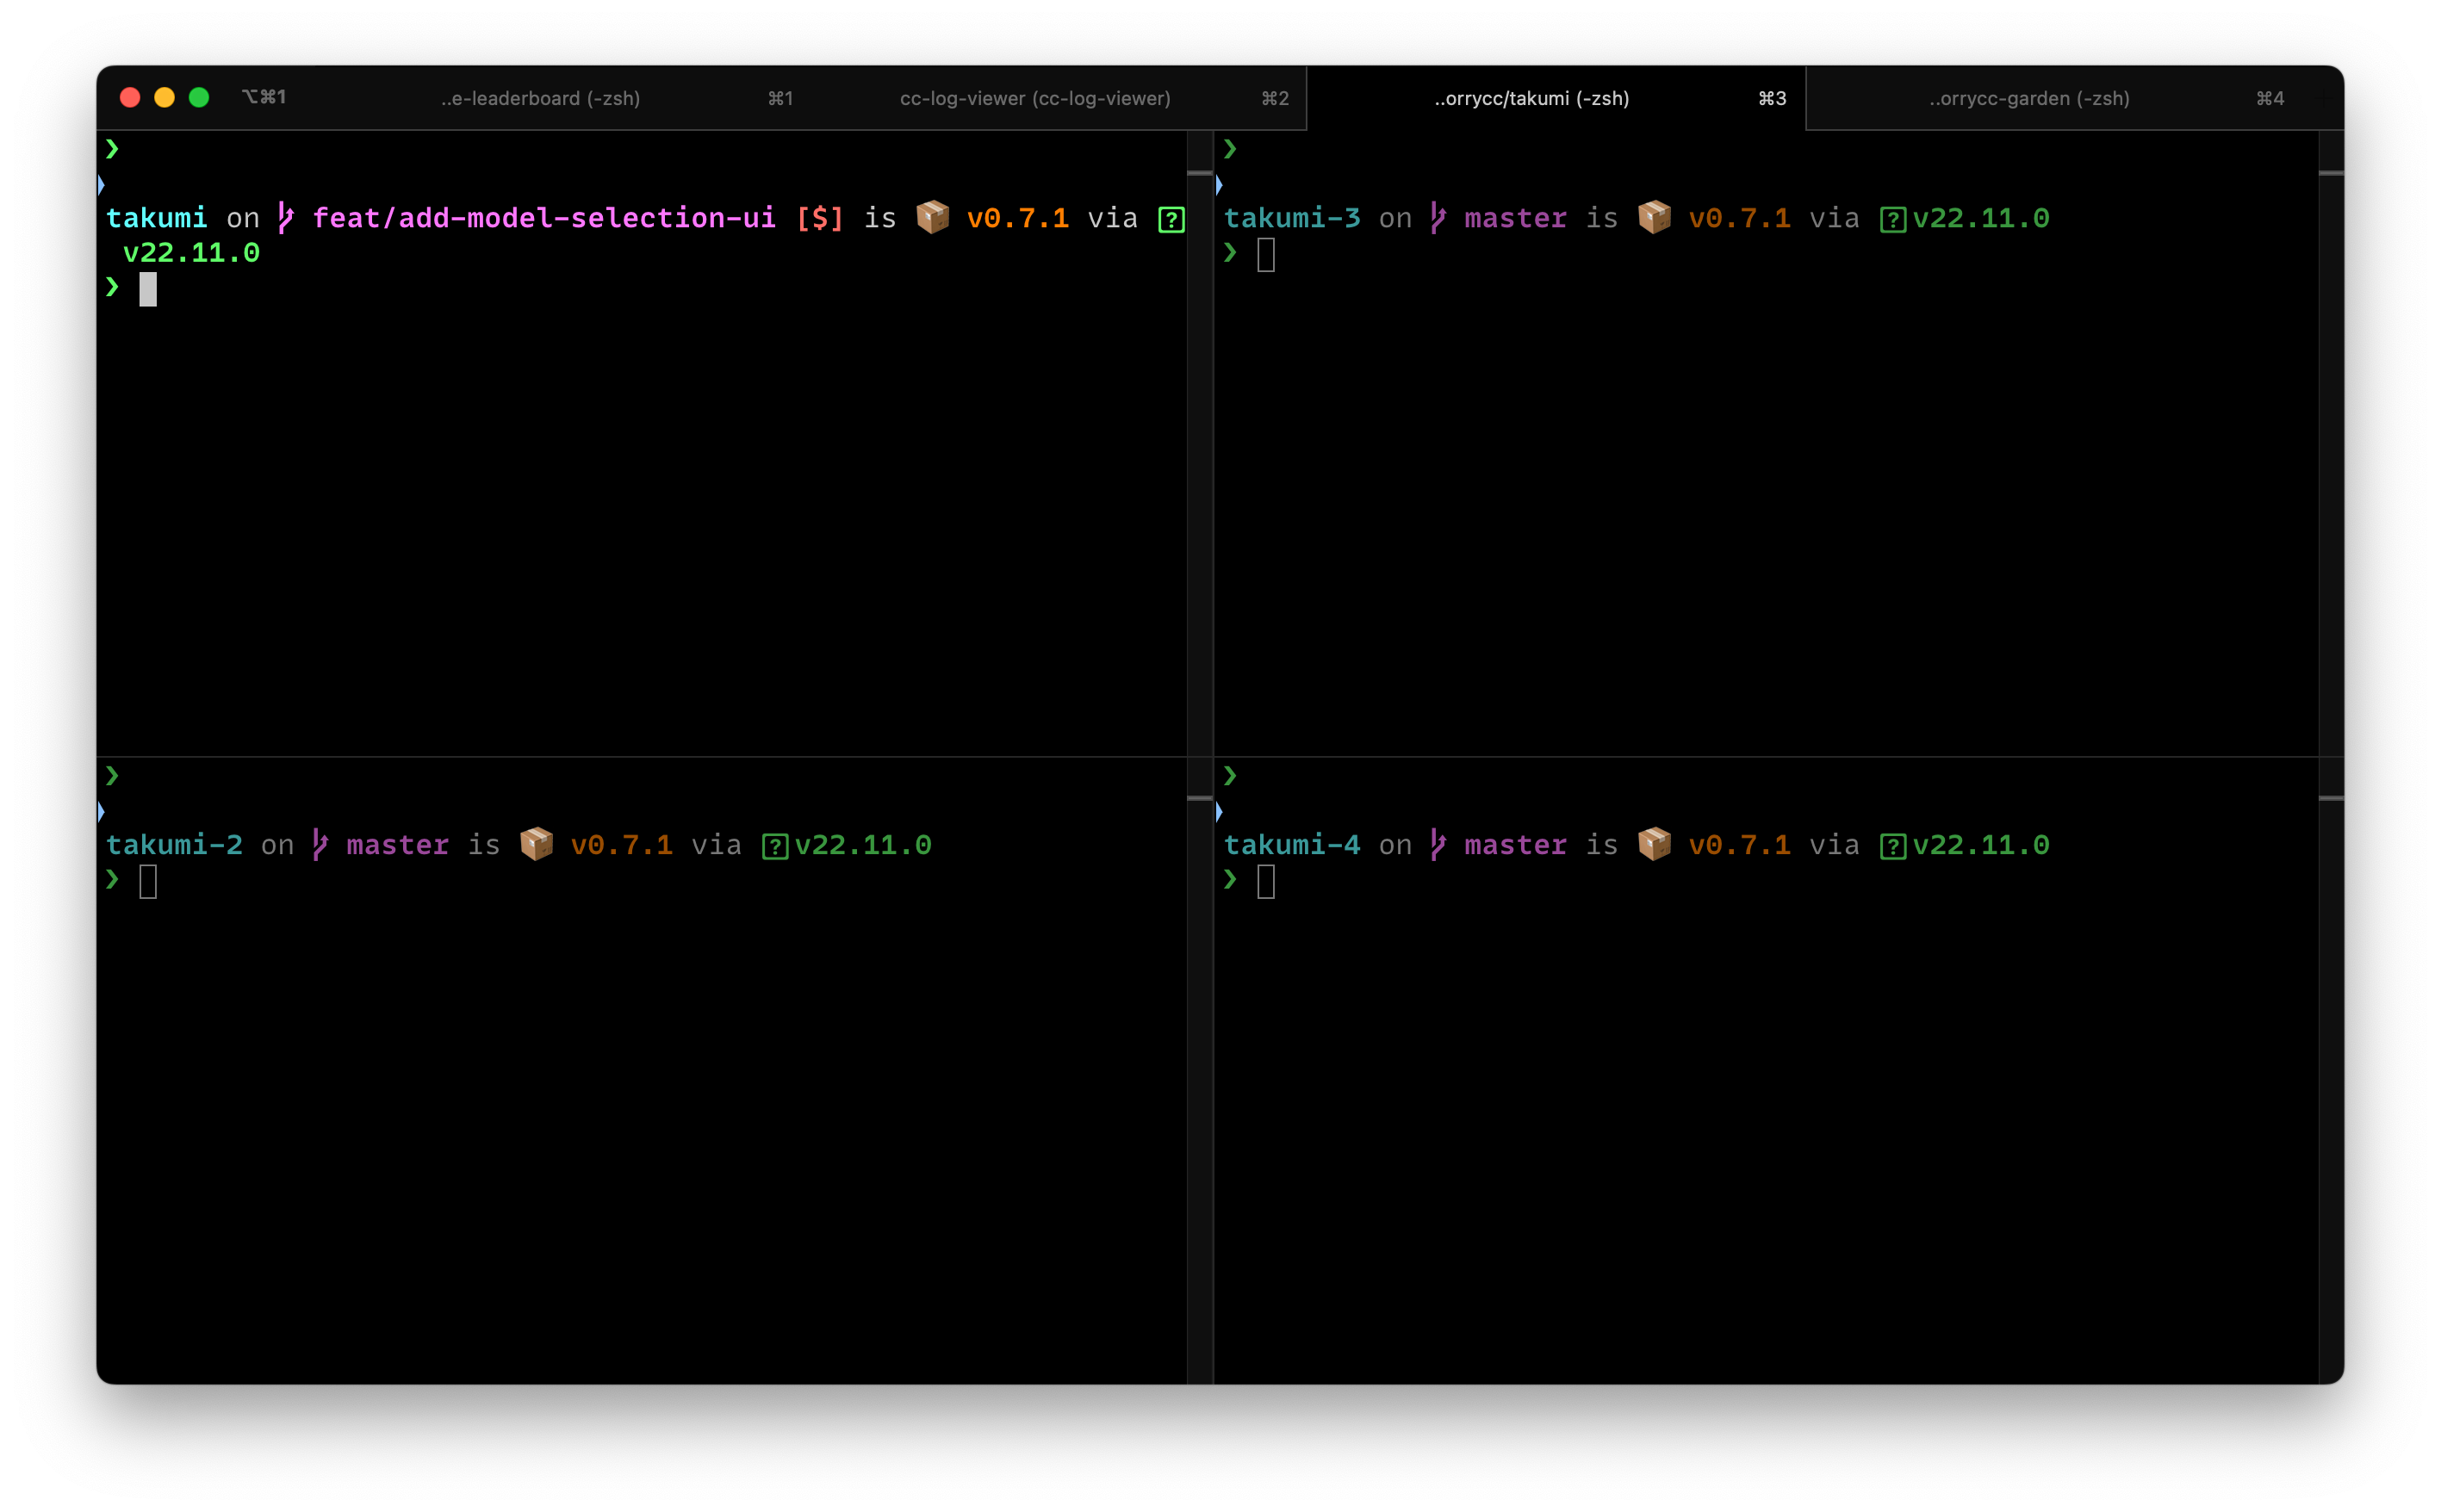 ⌥⌘1 ..e-leaderboard (-zsh) ⌘1 cc-log-viewer (cc-log-viewer) ⌘2 ..orrycc/takumi (-zsh) ⌘3 ..orrycc-garden (-zsh) ⌘4
❯
takumi on feat/add-model-selection-ui [$] is 📦 v0.7.1 via [?]
v22.11.0
❯
❯
takumi-3 on master is 📦 v0.7.1 via [?] v22.11.0
❯
❯
takumi-2 on master is 📦 v0.7.1 via [?] v22.11.0
❯
❯
takumi-4 on master is 📦 v0.7.1 via [?] v22.11.0
❯